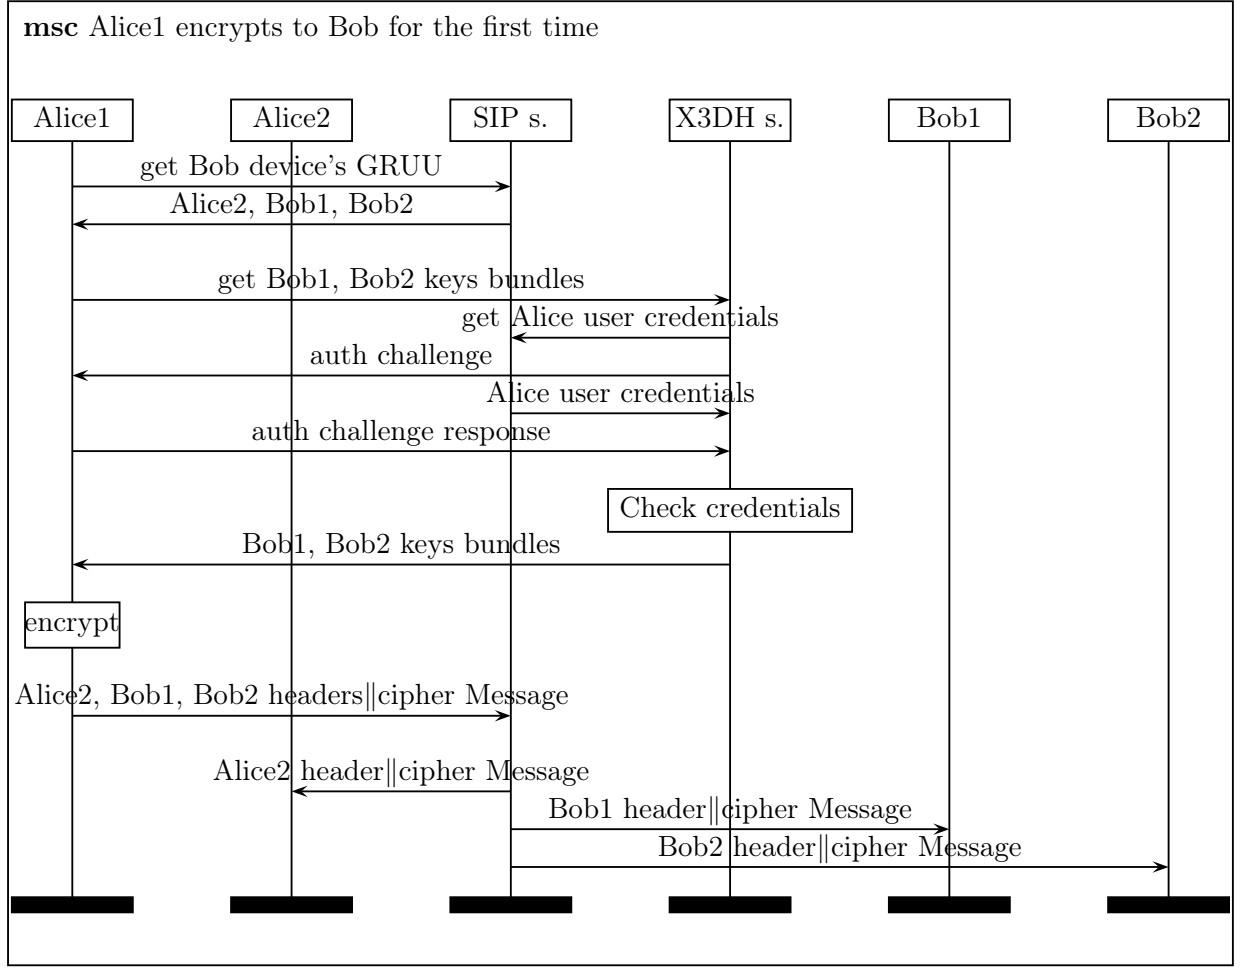 msc Alice1 encrypts to Bob for the first time
Alice1 Alice2 SIP s. X3DH s. Bob1 Bob2
get Bob device's GRUU
Alice2, Bob1, Bob2
get Bob1, Bob2 keys bundles
get Alice user credentials
auth challenge
Alice user credentials
auth challenge response
Check credentials
Bob1, Bob2 keys bundles
encrypt
Alice2, Bob1, Bob2 headers∥cipher Message
Alice2 header∥cipher Message
Bob1 header∥cipher Message
Bob2 header∥cipher Message